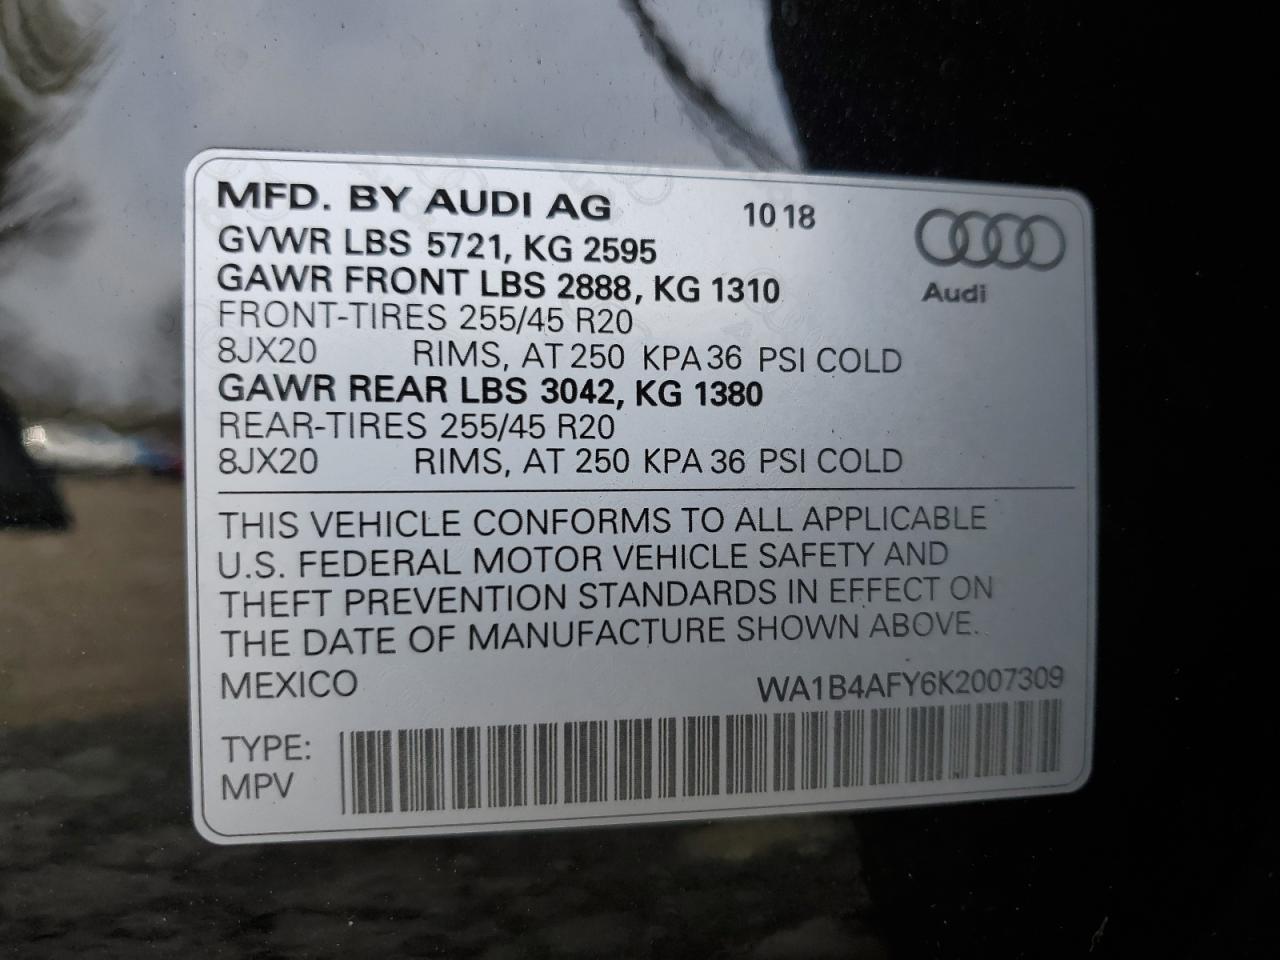 MFD. BY AUDI AG 10 18
GVWR LBS 5721, KG 2595
GAWR FRONT LBS 2888, KG 1310
Audi
FRONT-TIRES 255/45 R20
8JX20 RIMS, AT 250 KPA 36 PSI COLD
GAWR REAR LBS 3042, KG 1380
REAR-TIRES 255/45 R20
8JX20 RIMS, AT 250 KPA 36 PSI COLD
THIS VEHICLE CONFORMS TO ALL APPLICABLE
U.S. FEDERAL MOTOR VEHICLE SAFETY AND
THEFT PREVENTION STANDARDS IN EFFECT ON
THE DATE OF MANUFACTURE SHOWN ABOVE.
MEXICO WA1B4AFY6K2007309
TYPE:
MPV